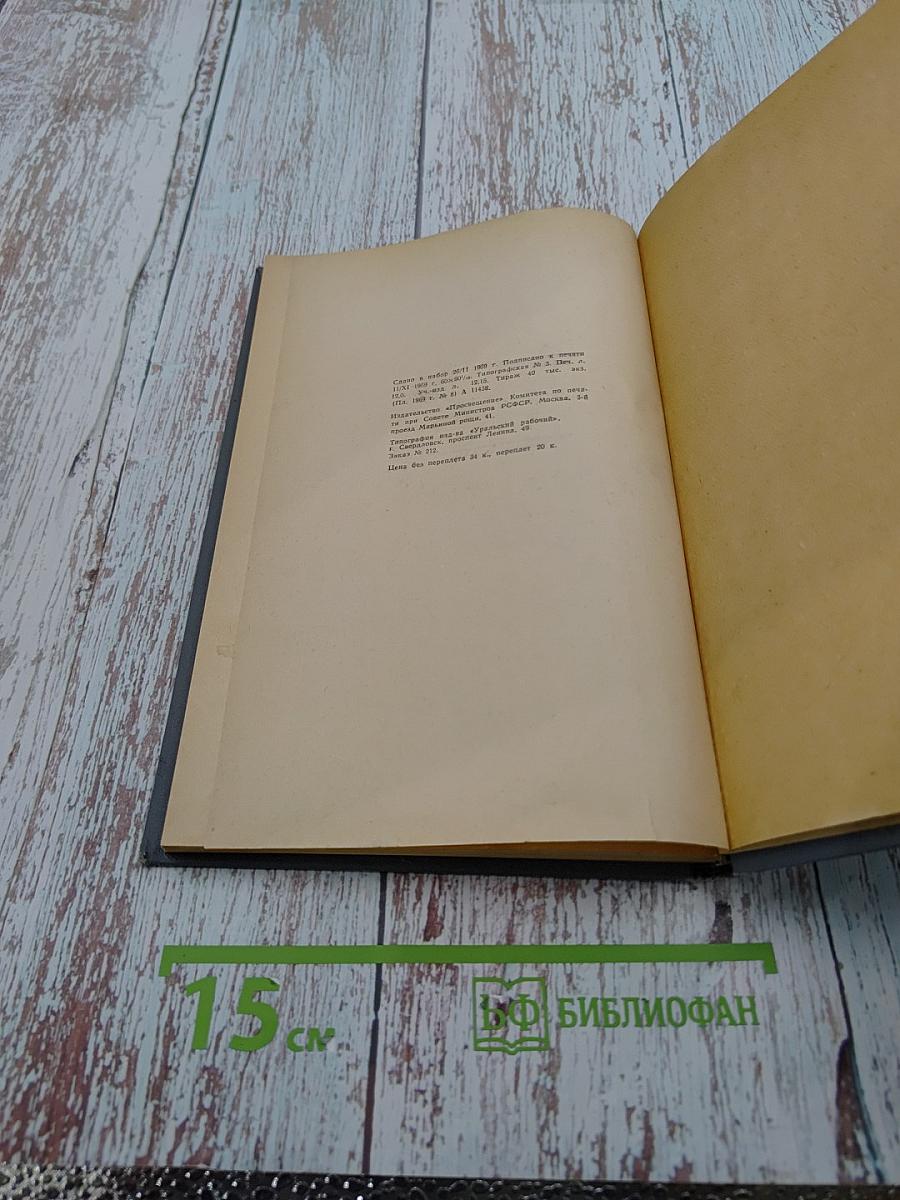 Сдано в набор 26/II 1969 г. Подписано к печати
11/XI 1969 г. 60×90¹/₁₆. Типографская № 3. Печ. л.
12,0. Уч.-изд л. 12,15. Тираж 40 тыс. экз.
(Пл. 1969 г. № 8) А 11438.
Издательство «Просвещение» Комитета по печа-
ти при Совете Министров РСФСР. Москва, 3-й
проезд Марьиной рощи, 41.
Типография изд-ва «Уральский рабочий»,
г. Свердловск, проспект Ленина, 49
Заказ № 212.
Цена без переплета 34 к., переплет 20 к.
15 см
БФ БИБЛИОФАН